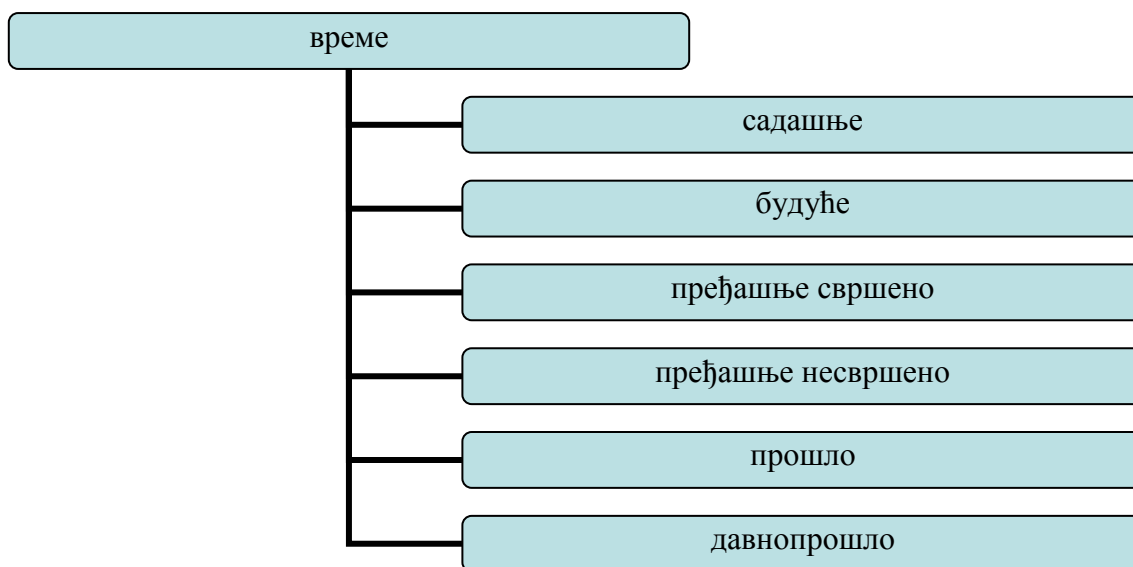 време
садашње
будуће
пређашње свршено
пређашње несвршено
прошло
давнопрошло